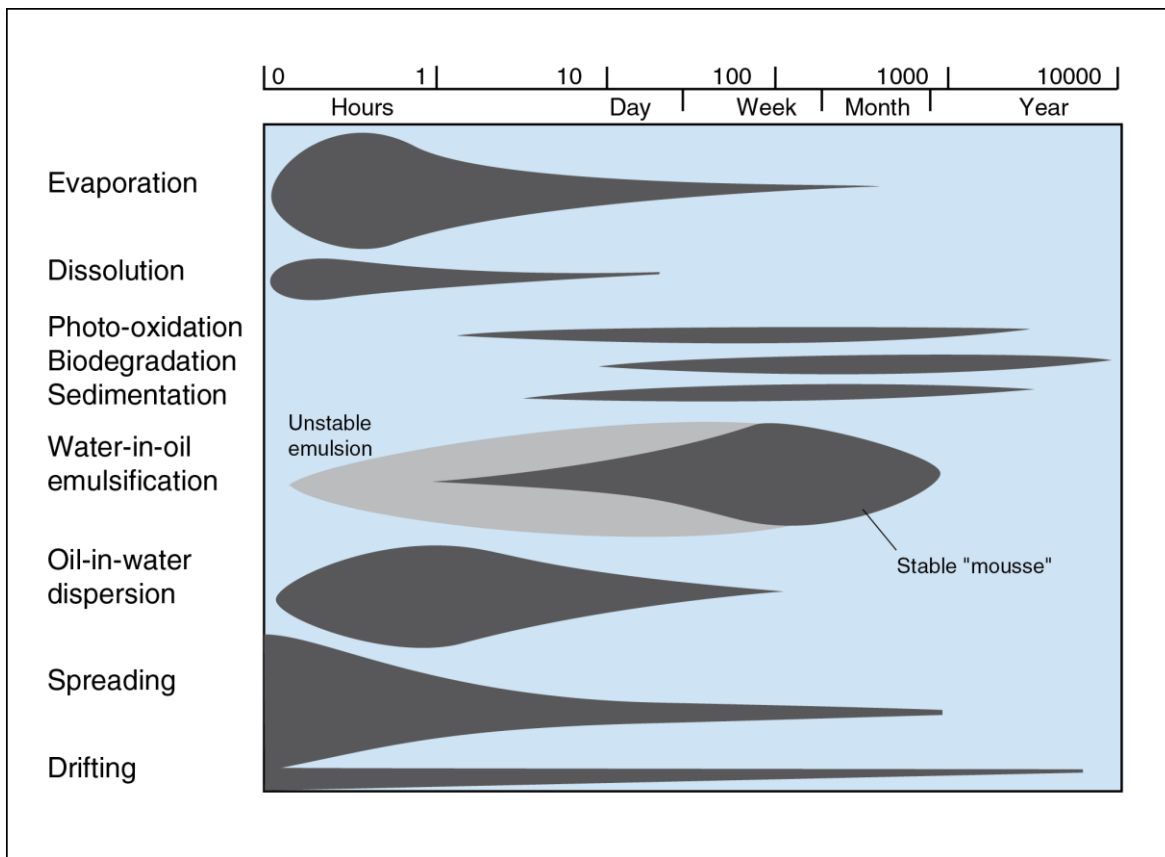 0 1 10 100 1000 10000
Hours Day Week Month Year
Evaporation
Dissolution
Photo-oxidation
Biodegradation
Sedimentation
Unstable
emulsion
Water-in-oil
emulsification
Stable "mousse"
Oil-in-water
dispersion
Spreading
Drifting